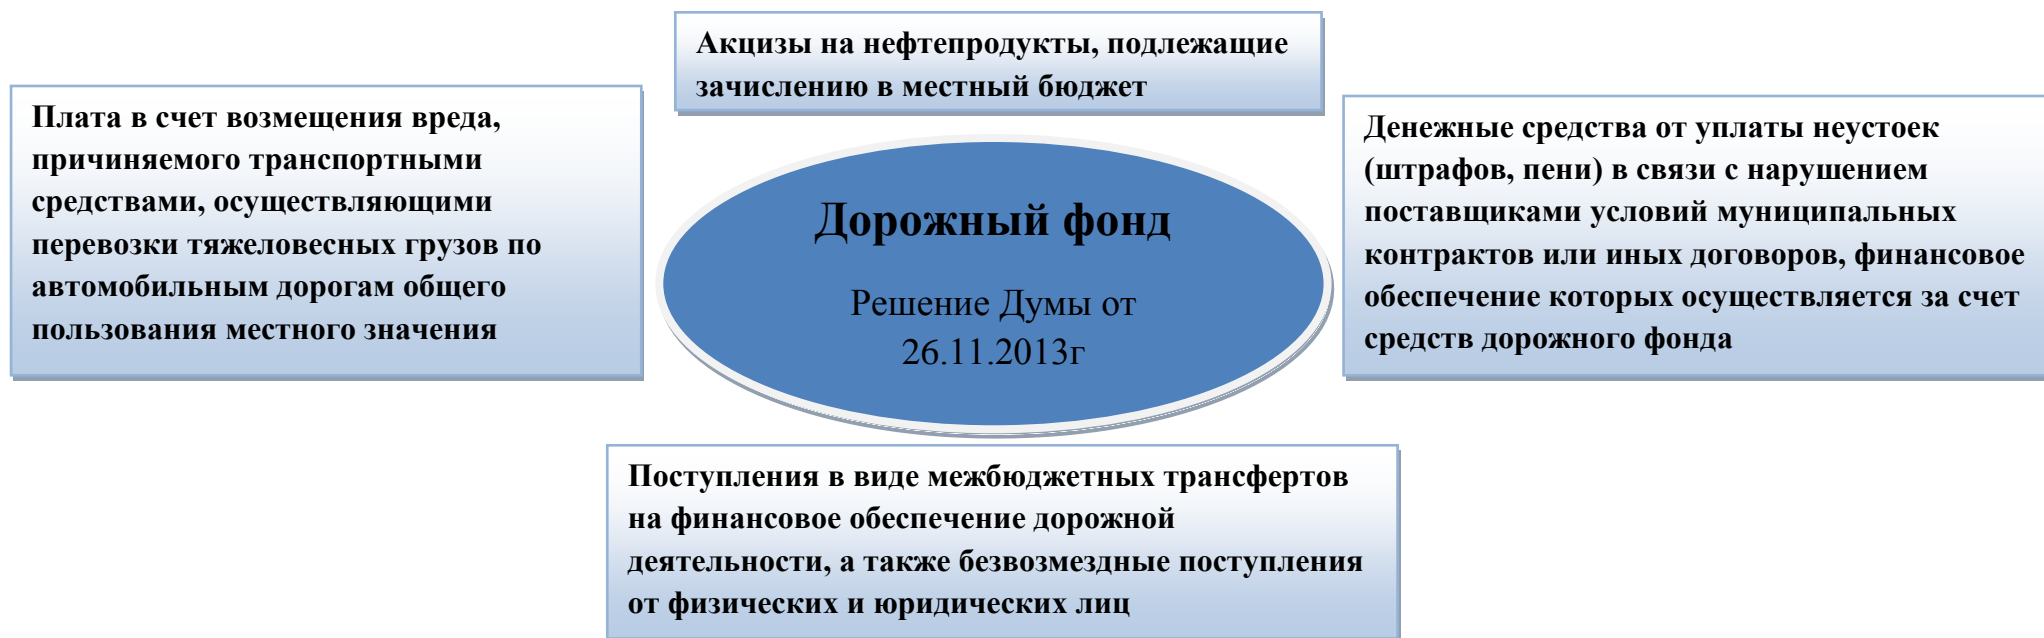 Акцизы на нефтепродукты, подлежащие
зачислению в местный бюджет
Плата в счет возмещения вреда,
причиняемого транспортными
средствами, осуществляющими
перевозки тяжеловесных грузов по
автомобильным дорогам общего
пользования местного значения
Дорожный фонд
Решение Думы от
26.11.2013г
Денежные средства от уплаты неустоек
(штрафов, пени) в связи с нарушением
поставщиками условий муниципальных
контрактов или иных договоров, финансовое
обеспечение которых осуществляется за счет
средств дорожного фонда
Поступления в виде межбюджетных трансфертов
на финансовое обеспечение дорожной
деятельности, а также безвозмездные поступления
от физических и юридических лиц